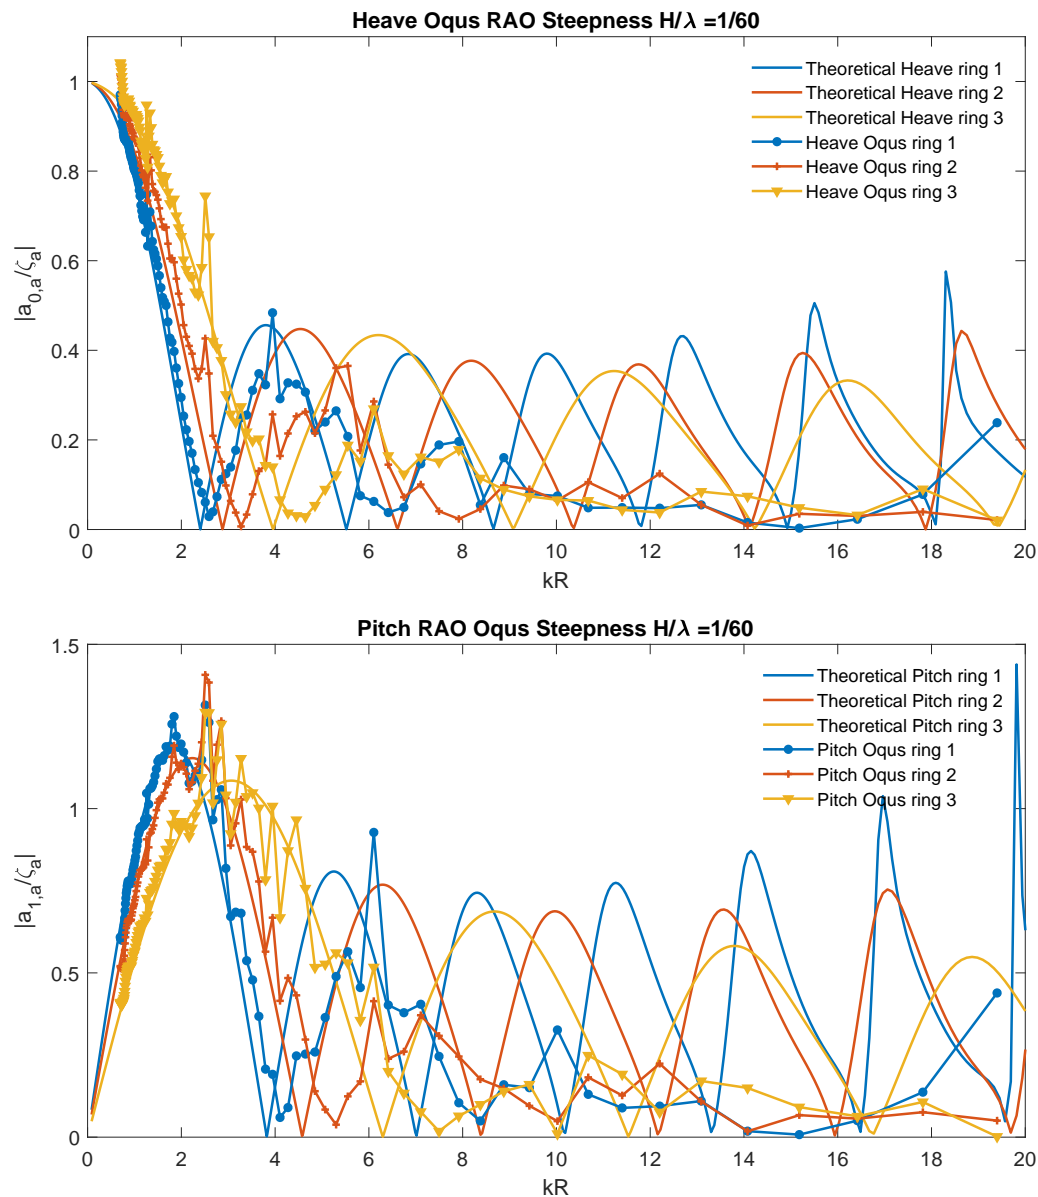 Heave Oqus RAO Steepness H/λ =1/60
1
0.8
0.6
0.4
0.2
0
|a0,a/ζa|
Theoretical Heave ring 1
Theoretical Heave ring 2
Theoretical Heave ring 3
Heave Oqus ring 1
Heave Oqus ring 2
Heave Oqus ring 3
0 2 4 6 8 10 12 14 16 18 20
kR
Pitch RAO Oqus Steepness H/λ =1/60
1.5
1
0.5
0
|a1,a/ζa|
Theoretical Pitch ring 1
Theoretical Pitch ring 2
Theoretical Pitch ring 3
Pitch Oqus ring 1
Pitch Oqus ring 2
Pitch Oqus ring 3
0 2 4 6 8 10 12 14 16 18 20
kR